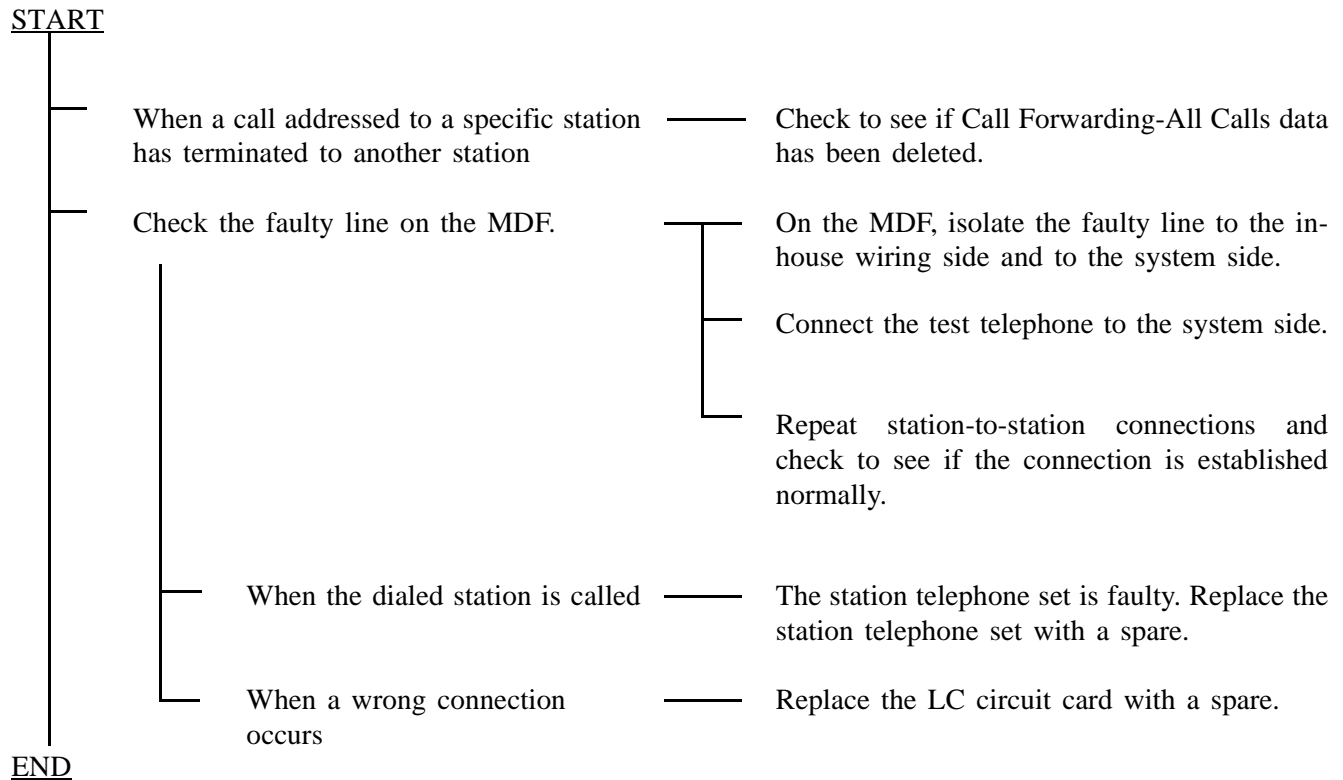 START
When a call addressed to a specific station
has terminated to another station
Check to see if Call Forwarding-All Calls data
has been deleted.
Check the faulty line on the MDF.
On the MDF, isolate the faulty line to the in-
house wiring side and to the system side.
Connect the test telephone to the system side.
Repeat station-to-station connections and
check to see if the connection is established
normally.
When the dialed station is called
The station telephone set is faulty. Replace the
station telephone set with a spare.
When a wrong connection
occurs
Replace the LC circuit card with a spare.
END